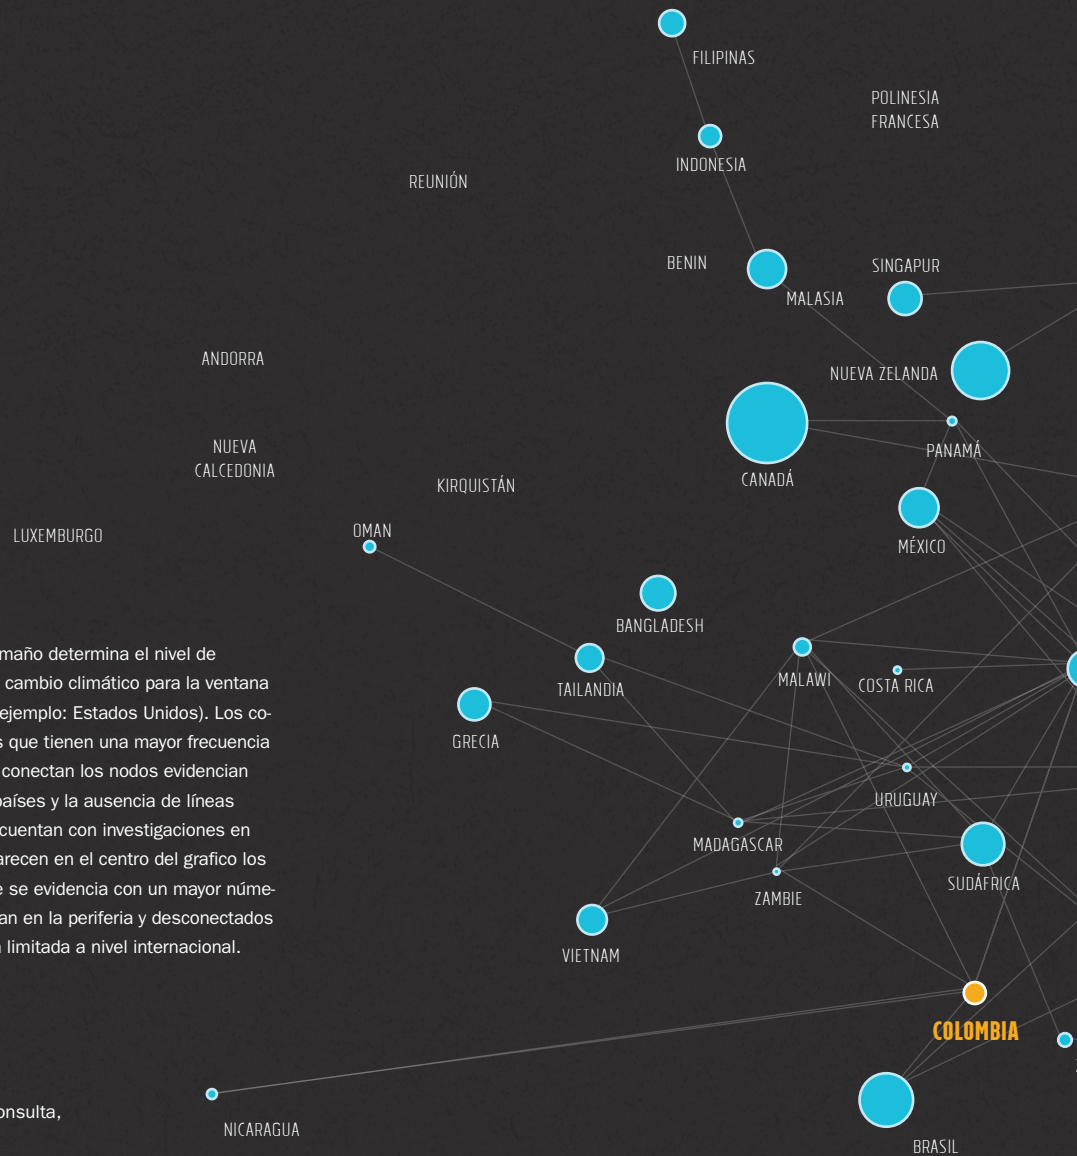 FILIPINAS
POLINESIA
FRANCESA
INDONESIA
REUNIÓN
BENIN
SINGAPUR
MALASIA
ANDORRA
NUEVA ZELANDA
NUEVA
CALCEDONIA
PANAMÁ
CANADÁ
KIRQUISTÁN
LUXEMBURGO
OMAN
MÉXICO
BANGLADESH
maño determina el nivel de
cambio climático para la ventana
ejemplo: Estados Unidos). Los co-
s que tienen una mayor frecuencia
conectan los nodos evidencian
países y la ausencia de líneas
cuentan con investigaciones en
arecen en el centro del grafico los
e se evidencia con un mayor núme-
an en la periferia y desconectados
limitada a nivel internacional.
TAILANDIA
MALAWI
COSTA RICA
GRECIA
URUGUAY
MADAGASCAR
SUDÁFRICA
ZAMBIE
VIETNAM
COLOMBIA
onsulta,
NICARAGUA
BRASIL